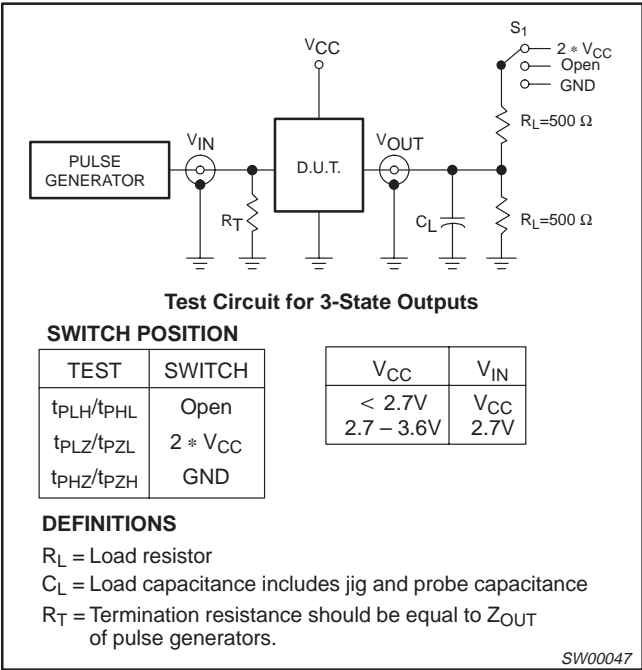 S1
VCC
2 * VCC
Open
GND
RL=500 Ω
VIN
VOUT
PULSE
GENERATOR
D.U.T.
RT
CL
RL=500 Ω
Test Circuit for 3-State Outputs
SWITCH POSITION
TEST SWITCH
tPLH/tPHL Open
tPLZ/tPZL 2 * VCC
tPHZ/tPZH GND
VCC VIN
< 2.7V VCC
2.7 – 3.6V 2.7V
DEFINITIONS
RL = Load resistor
CL = Load capacitance includes jig and probe capacitance
RT = Termination resistance should be equal to ZOUT
of pulse generators.
SW00047